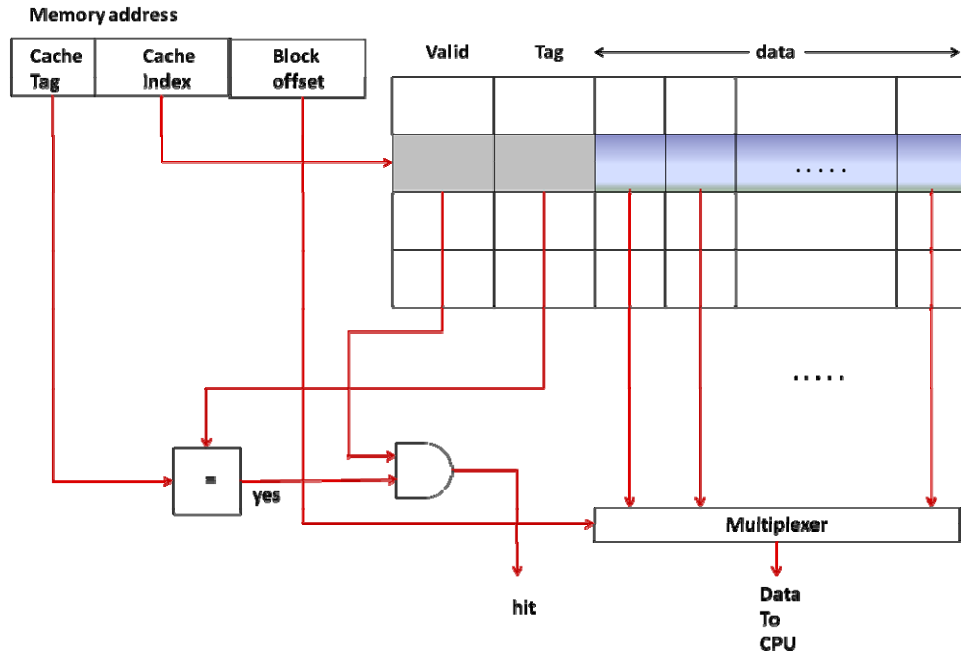 Memory address
Cache
Tag
Cache
Index
Block
offset
Valid
Tag
data
.....
.....
=
yes
hit
Multiplexer
Data
To
CPU